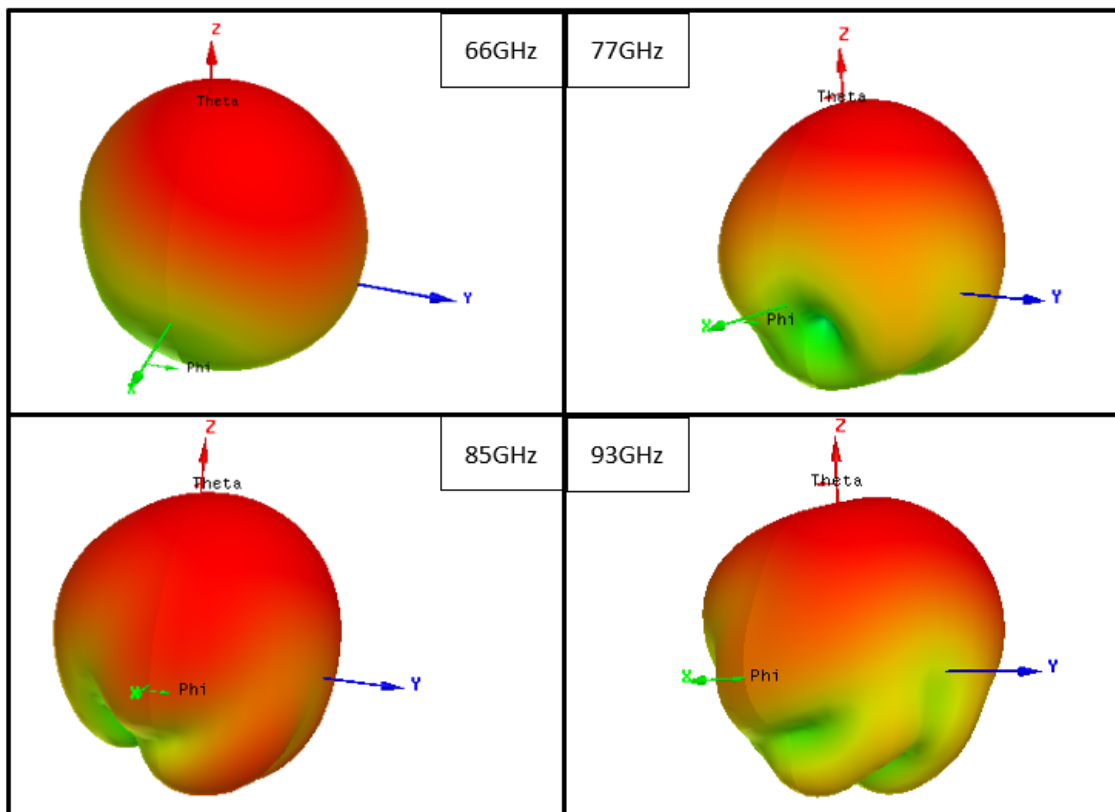 66GHz
Z
Theta
Y
X
Phi
77GHz
Z
Theta
Y
X
Phi
85GHz
Z
Theta
Y
X
Phi
93GHz
Z
Theta
Y
X
Phi